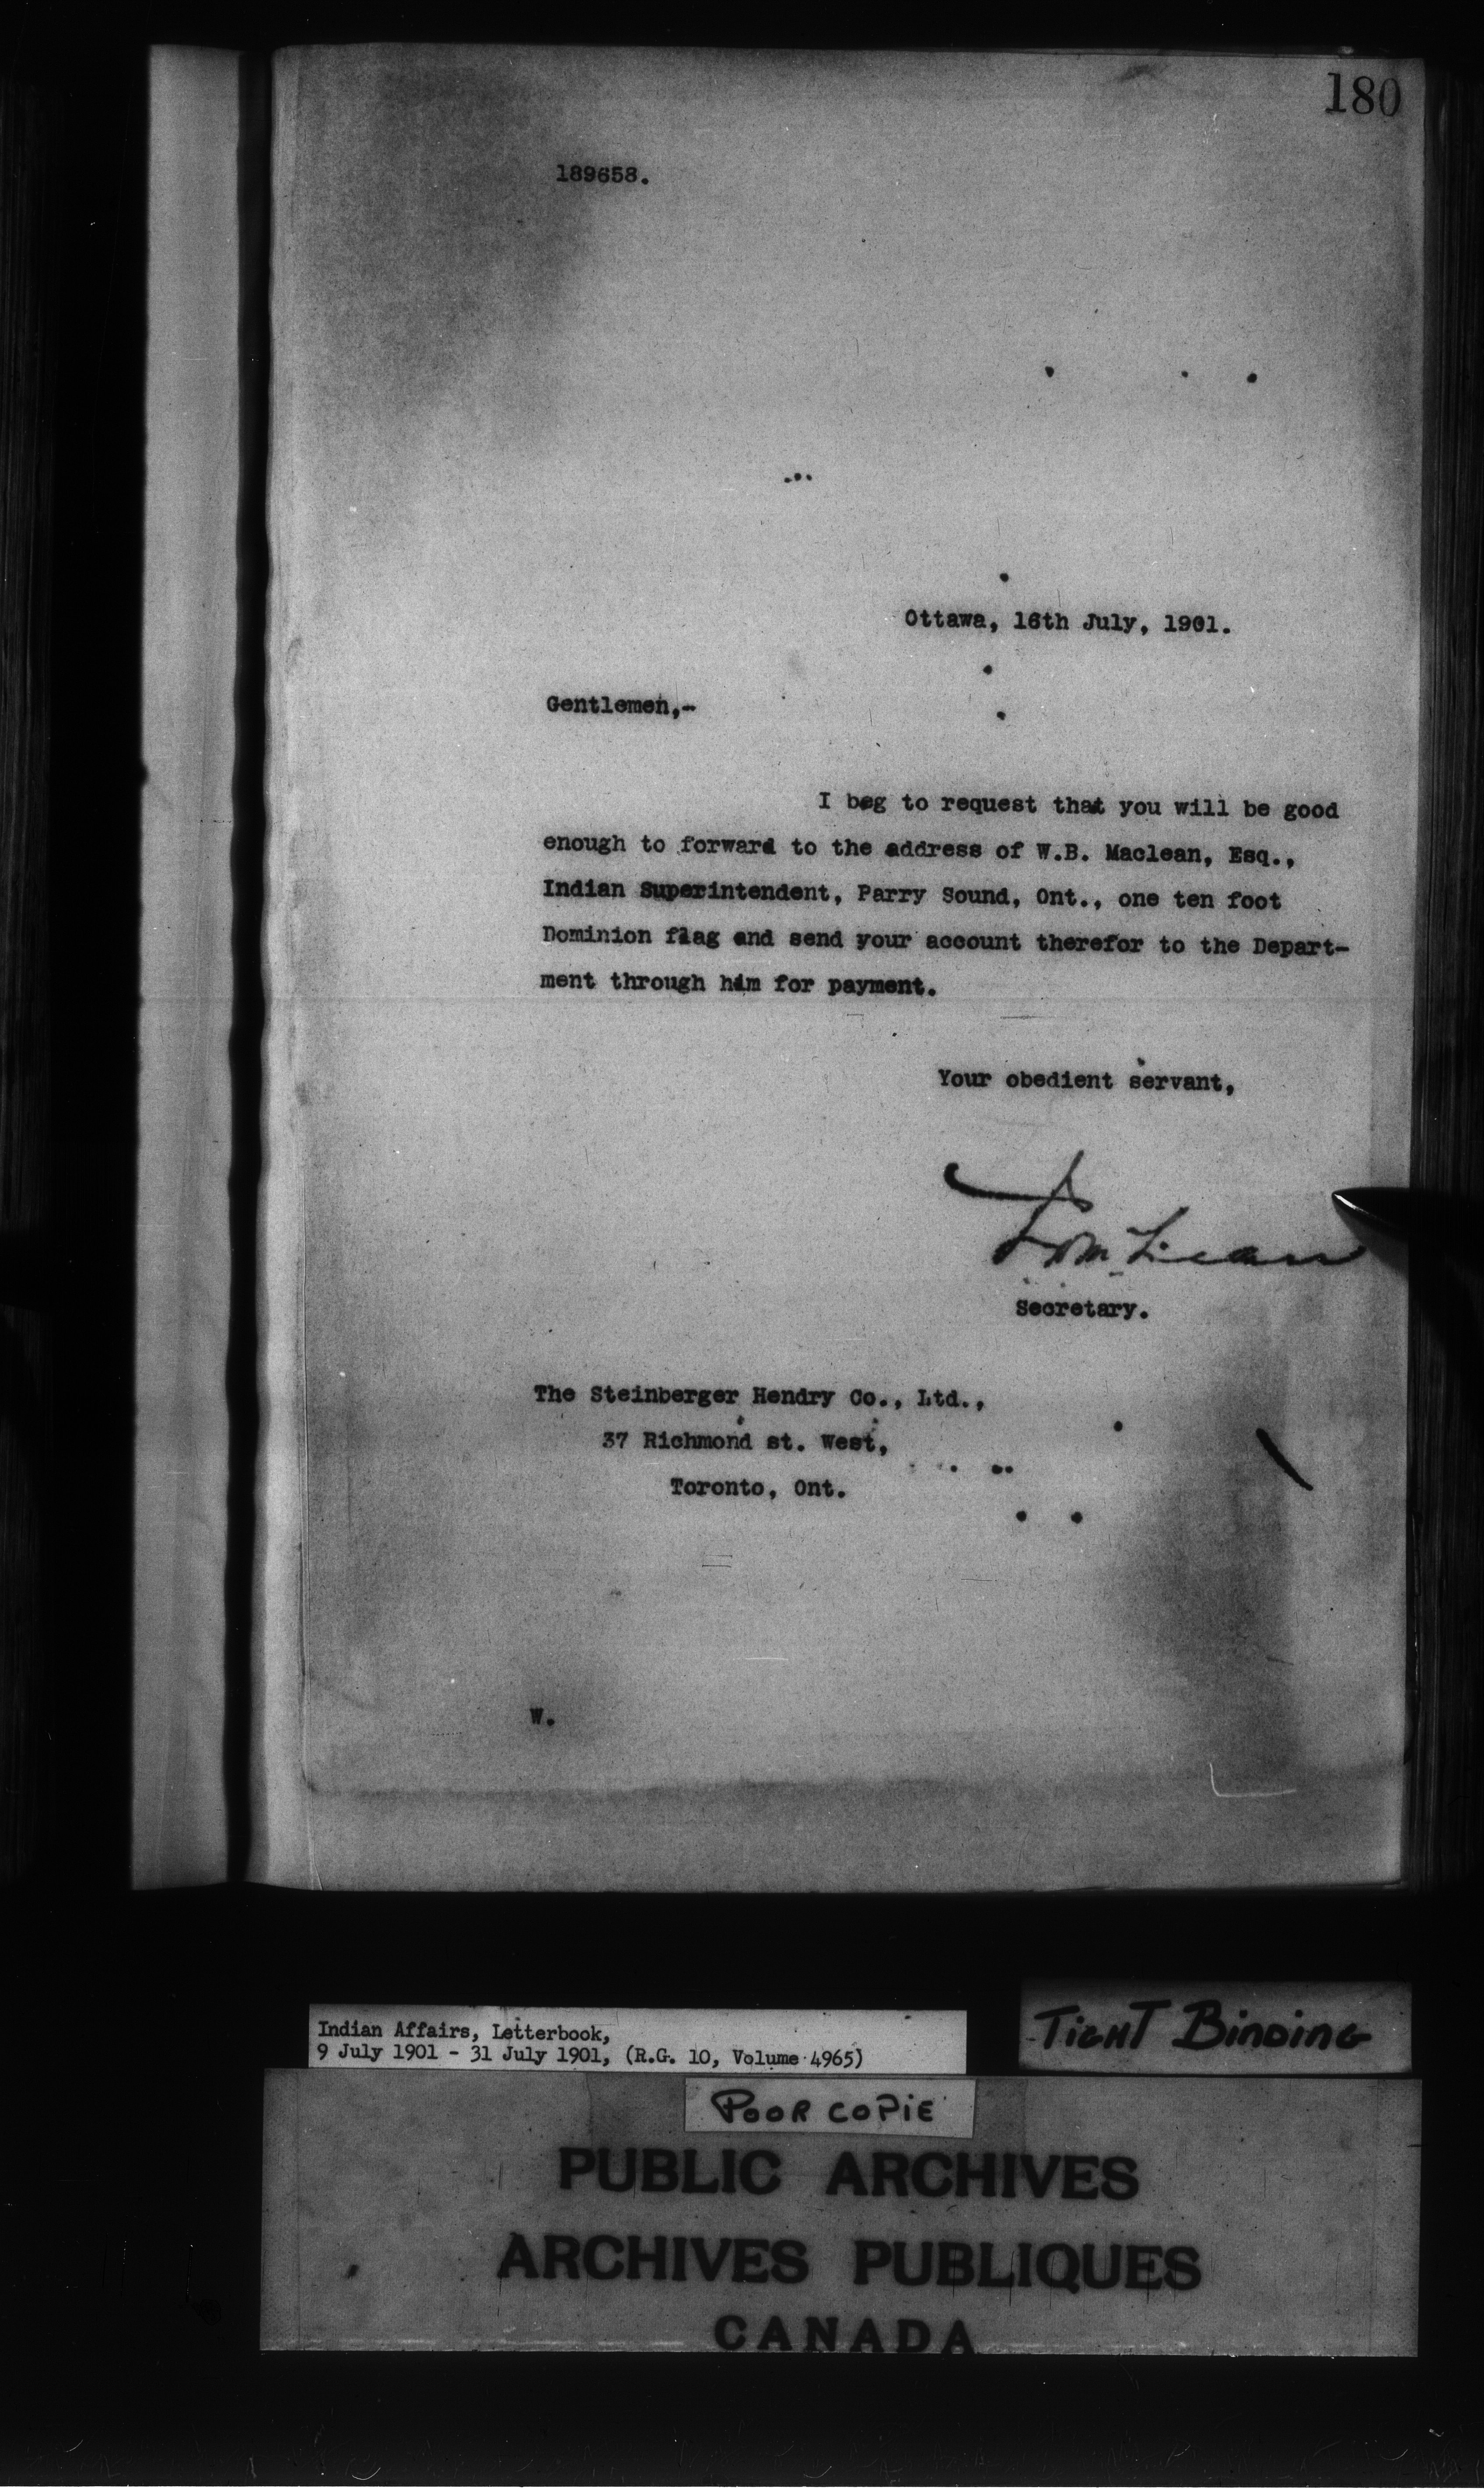 180
189658.
Ottawa, 16th July, 1901.
Gentlemen,-
I beg to request that you will be good
enough to forward to the address of W.B. Maclean, Esq.,
Indian Superintendent, Parry Sound, Ont., one ten foot
Dominion flag and send your account therefor to the Depart-
ment through him for payment.
Your obedient servant,
Secretary.
The Steinberger Hendry Co., Ltd.,
37 Richmond st. West,
Toronto, Ont.
W.
Indian Affairs, Letterbook,
9 July 1901 - 31 July 1901, (R.G. 10, Volume 4965)
TIGHT BINDING
POOR COPIE
PUBLIC ARCHIVES
ARCHIVES PUBLIQUES
CANADA